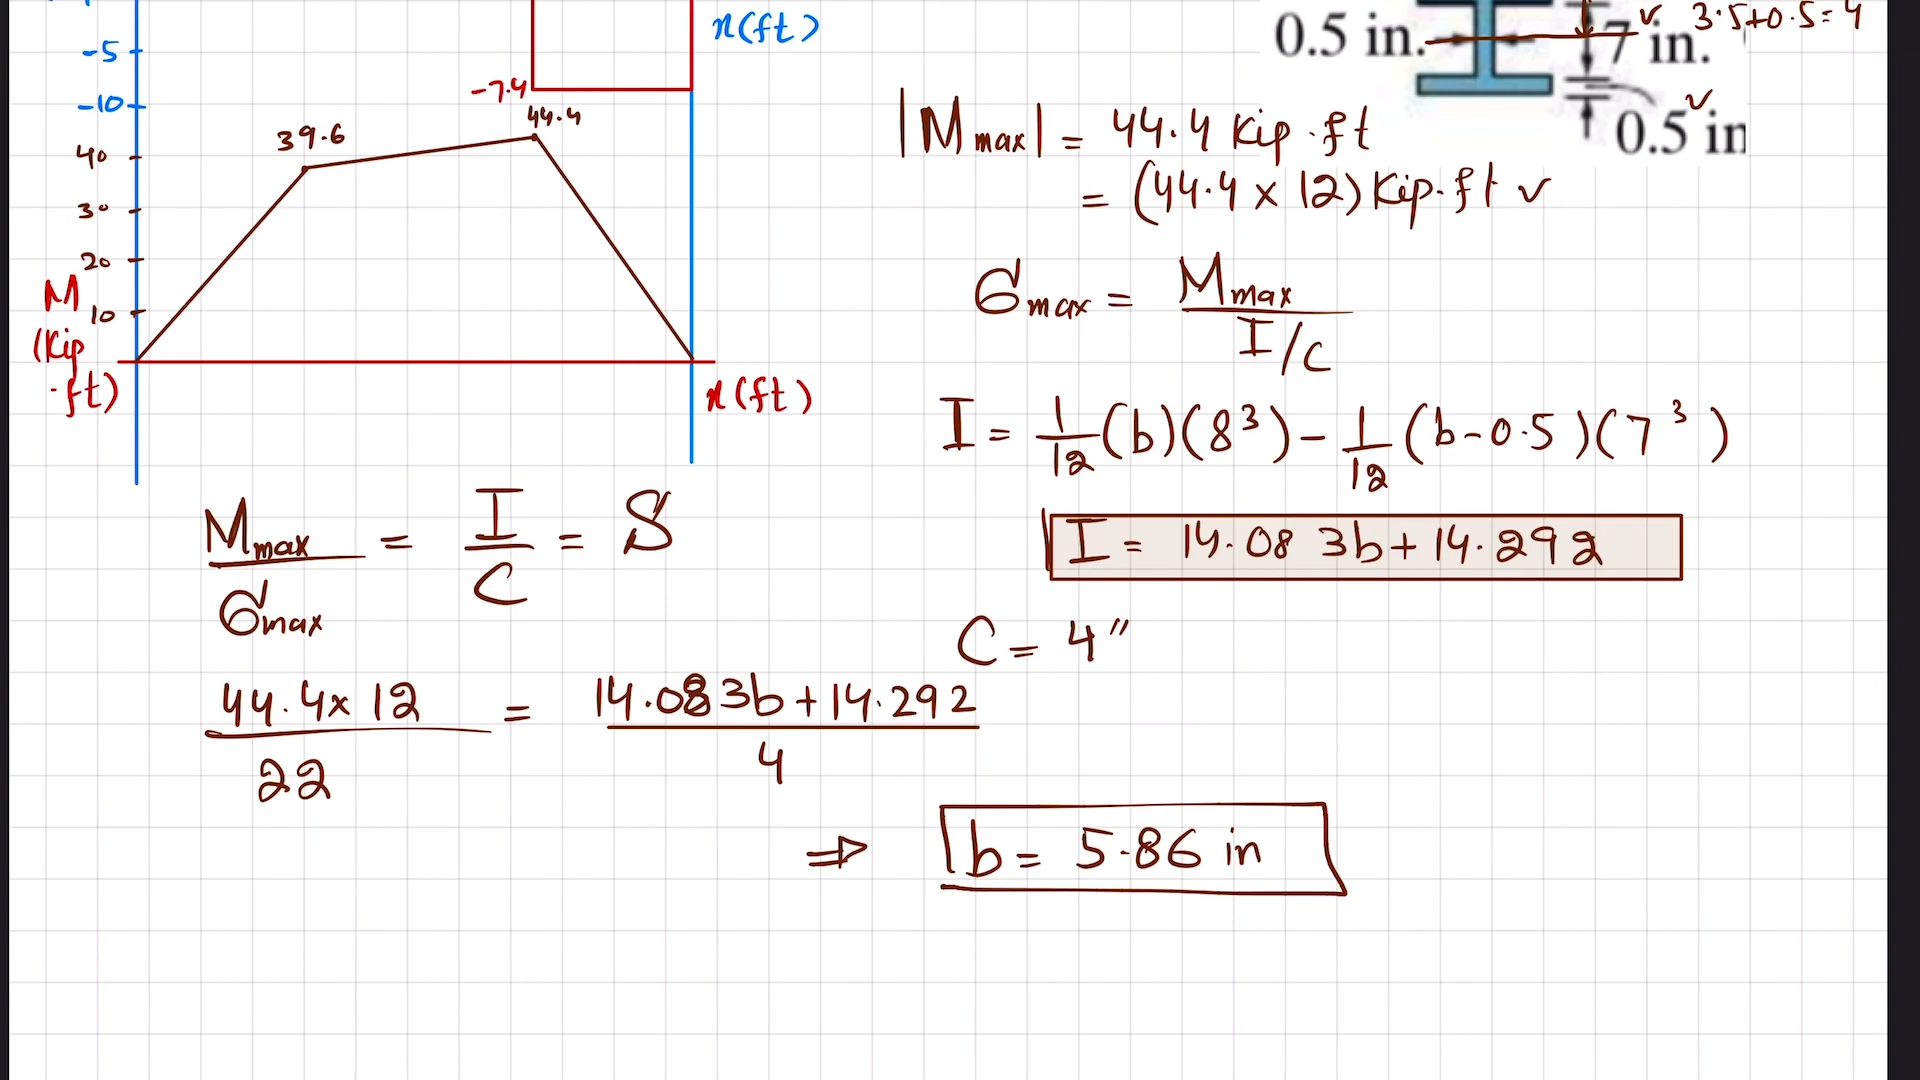 x(ft)
-5
-10
-7.4
44.4
39.6
40
30
20
10
M
(Kip
.ft)
x(ft)
0.5 in.
7 in.
3.5+0.5=4
0.5 in
|Mmax| = 44.4 Kip.ft
= (44.4 x 12) Kip.ft ✓
σmax = Mmax / I/C
I = 1/12 (b)(8³) - 1/12 (b-0.5)(7³)
I = 14.083b+14.292
C = 4"
Mmax / σmax = I / C = S
44.4x12 / 22 = 14.083b+14.292 / 4
⇒ b = 5.86 in